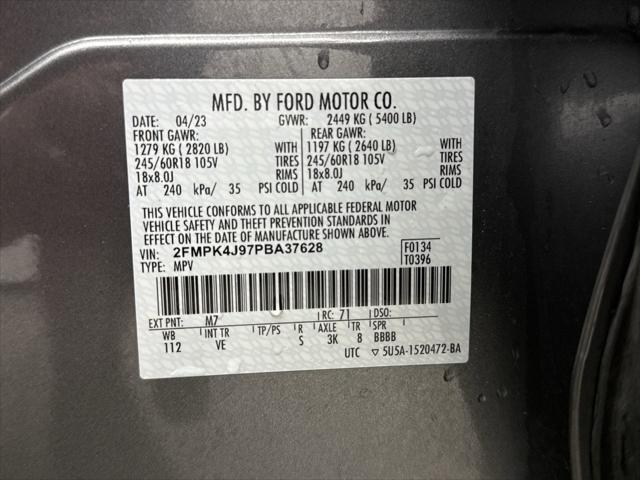 MFD. BY FORD MOTOR CO.
DATE: 04/23 GVWR: 2449 KG ( 5400 LB)
FRONT GAWR: REAR GAWR:
1279 KG ( 2820 LB) WITH 1197 KG ( 2640 LB) WITH
245/60R18 105V TIRES 245/60R18 105V TIRES
18x8.0J RIMS 18x8.0J RIMS
AT 240 kPa/ 35 PSI COLD AT 240 kPa/ 35 PSI COLD
THIS VEHICLE CONFORMS TO ALL APPLICABLE FEDERAL MOTOR
VEHICLE SAFETY AND THEFT PREVENTION STANDARDS IN
EFFECT ON THE DATE OF MANUFACTURE SHOWN ABOVE.
VIN: 2FMPK4J97PBA37628 F0134
TYPE: MPV T0396
EXT PNT: M7 RC: 71 DSO:
WB INT TR TP/PS R AXLE TR SPR
112 VE S 3K 8 BBBB
UTC ▽ 5U5A-1520472-BA